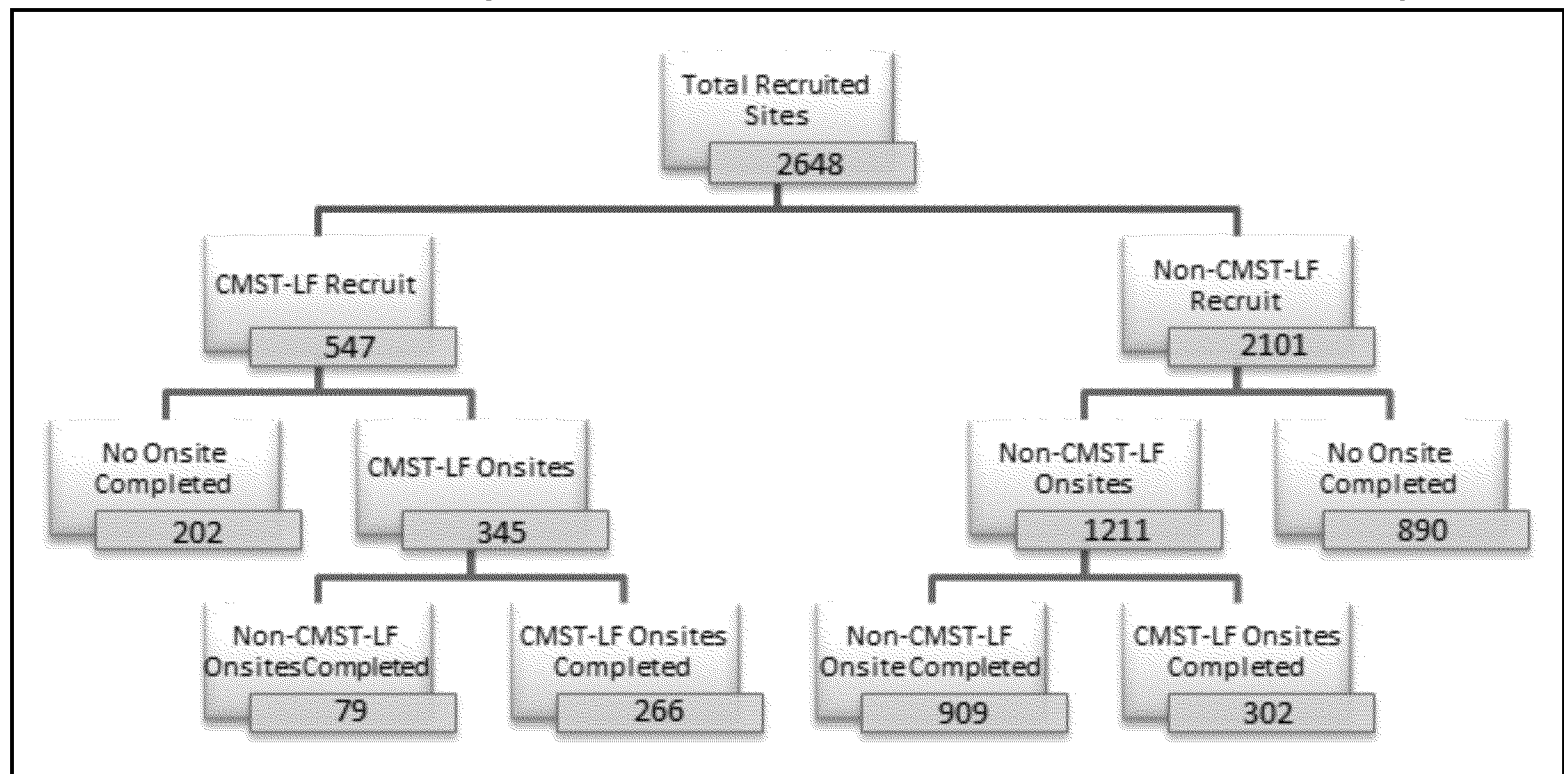 Total Recruited
Sites
2648
CMST-LF Recruit
547
Non-CMST-LF
Recruit
2101
No Onsite
Completed
202
CMST-LF Onsites
345
Non-CMST-LF
Onsites
1211
No Onsite
Completed
890
Non-CMST-LF
OnsitesCompleted
79
CMST-LF Onsites
Completed
266
Non-CMST-LF
Onsite Completed
909
CMST-LF Onsites
Completed
302